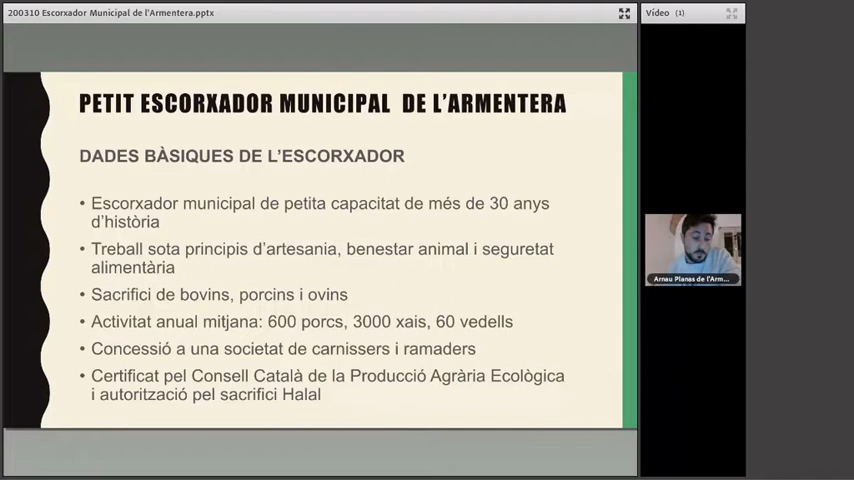 200310 Escorxador Municipal de l'Armentera.pptx
Vídeo (1)
PETIT ESCORXADOR MUNICIPAL DE L'ARMENTERA
DADES BÀSIQUES DE L'ESCORXADOR
• Escorxador municipal de petita capacitat de més de 30 anys
d'història
• Treball sota principis d'artesania, benestar animal i seguretat
alimentària
• Sacrifici de bovins, porcins i ovins
• Activitat anual mitjana: 600 porcs, 3000 xais, 60 vedells
• Concessió a una societat de carnissers i ramaders
• Certificat pel Consell Català de la Producció Agrària Ecològica
i autorització pel sacrifici Halal
Arnau Planas de l'Arm...